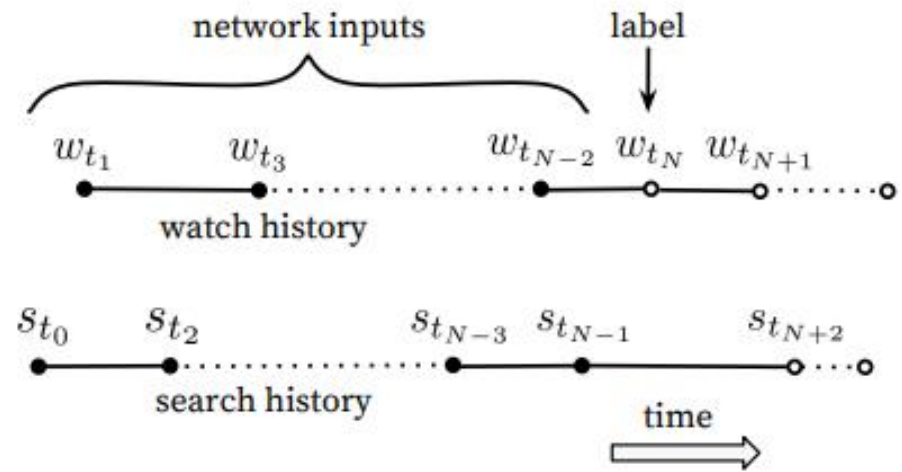 network inputs label
w_{t_1} w_{t_3} w_{t_{N-2}} w_{t_N} w_{t_{N+1}}
watch history
s_{t_0} s_{t_2} s_{t_{N-3}} s_{t_{N-1}} s_{t_{N+2}}
search history
time